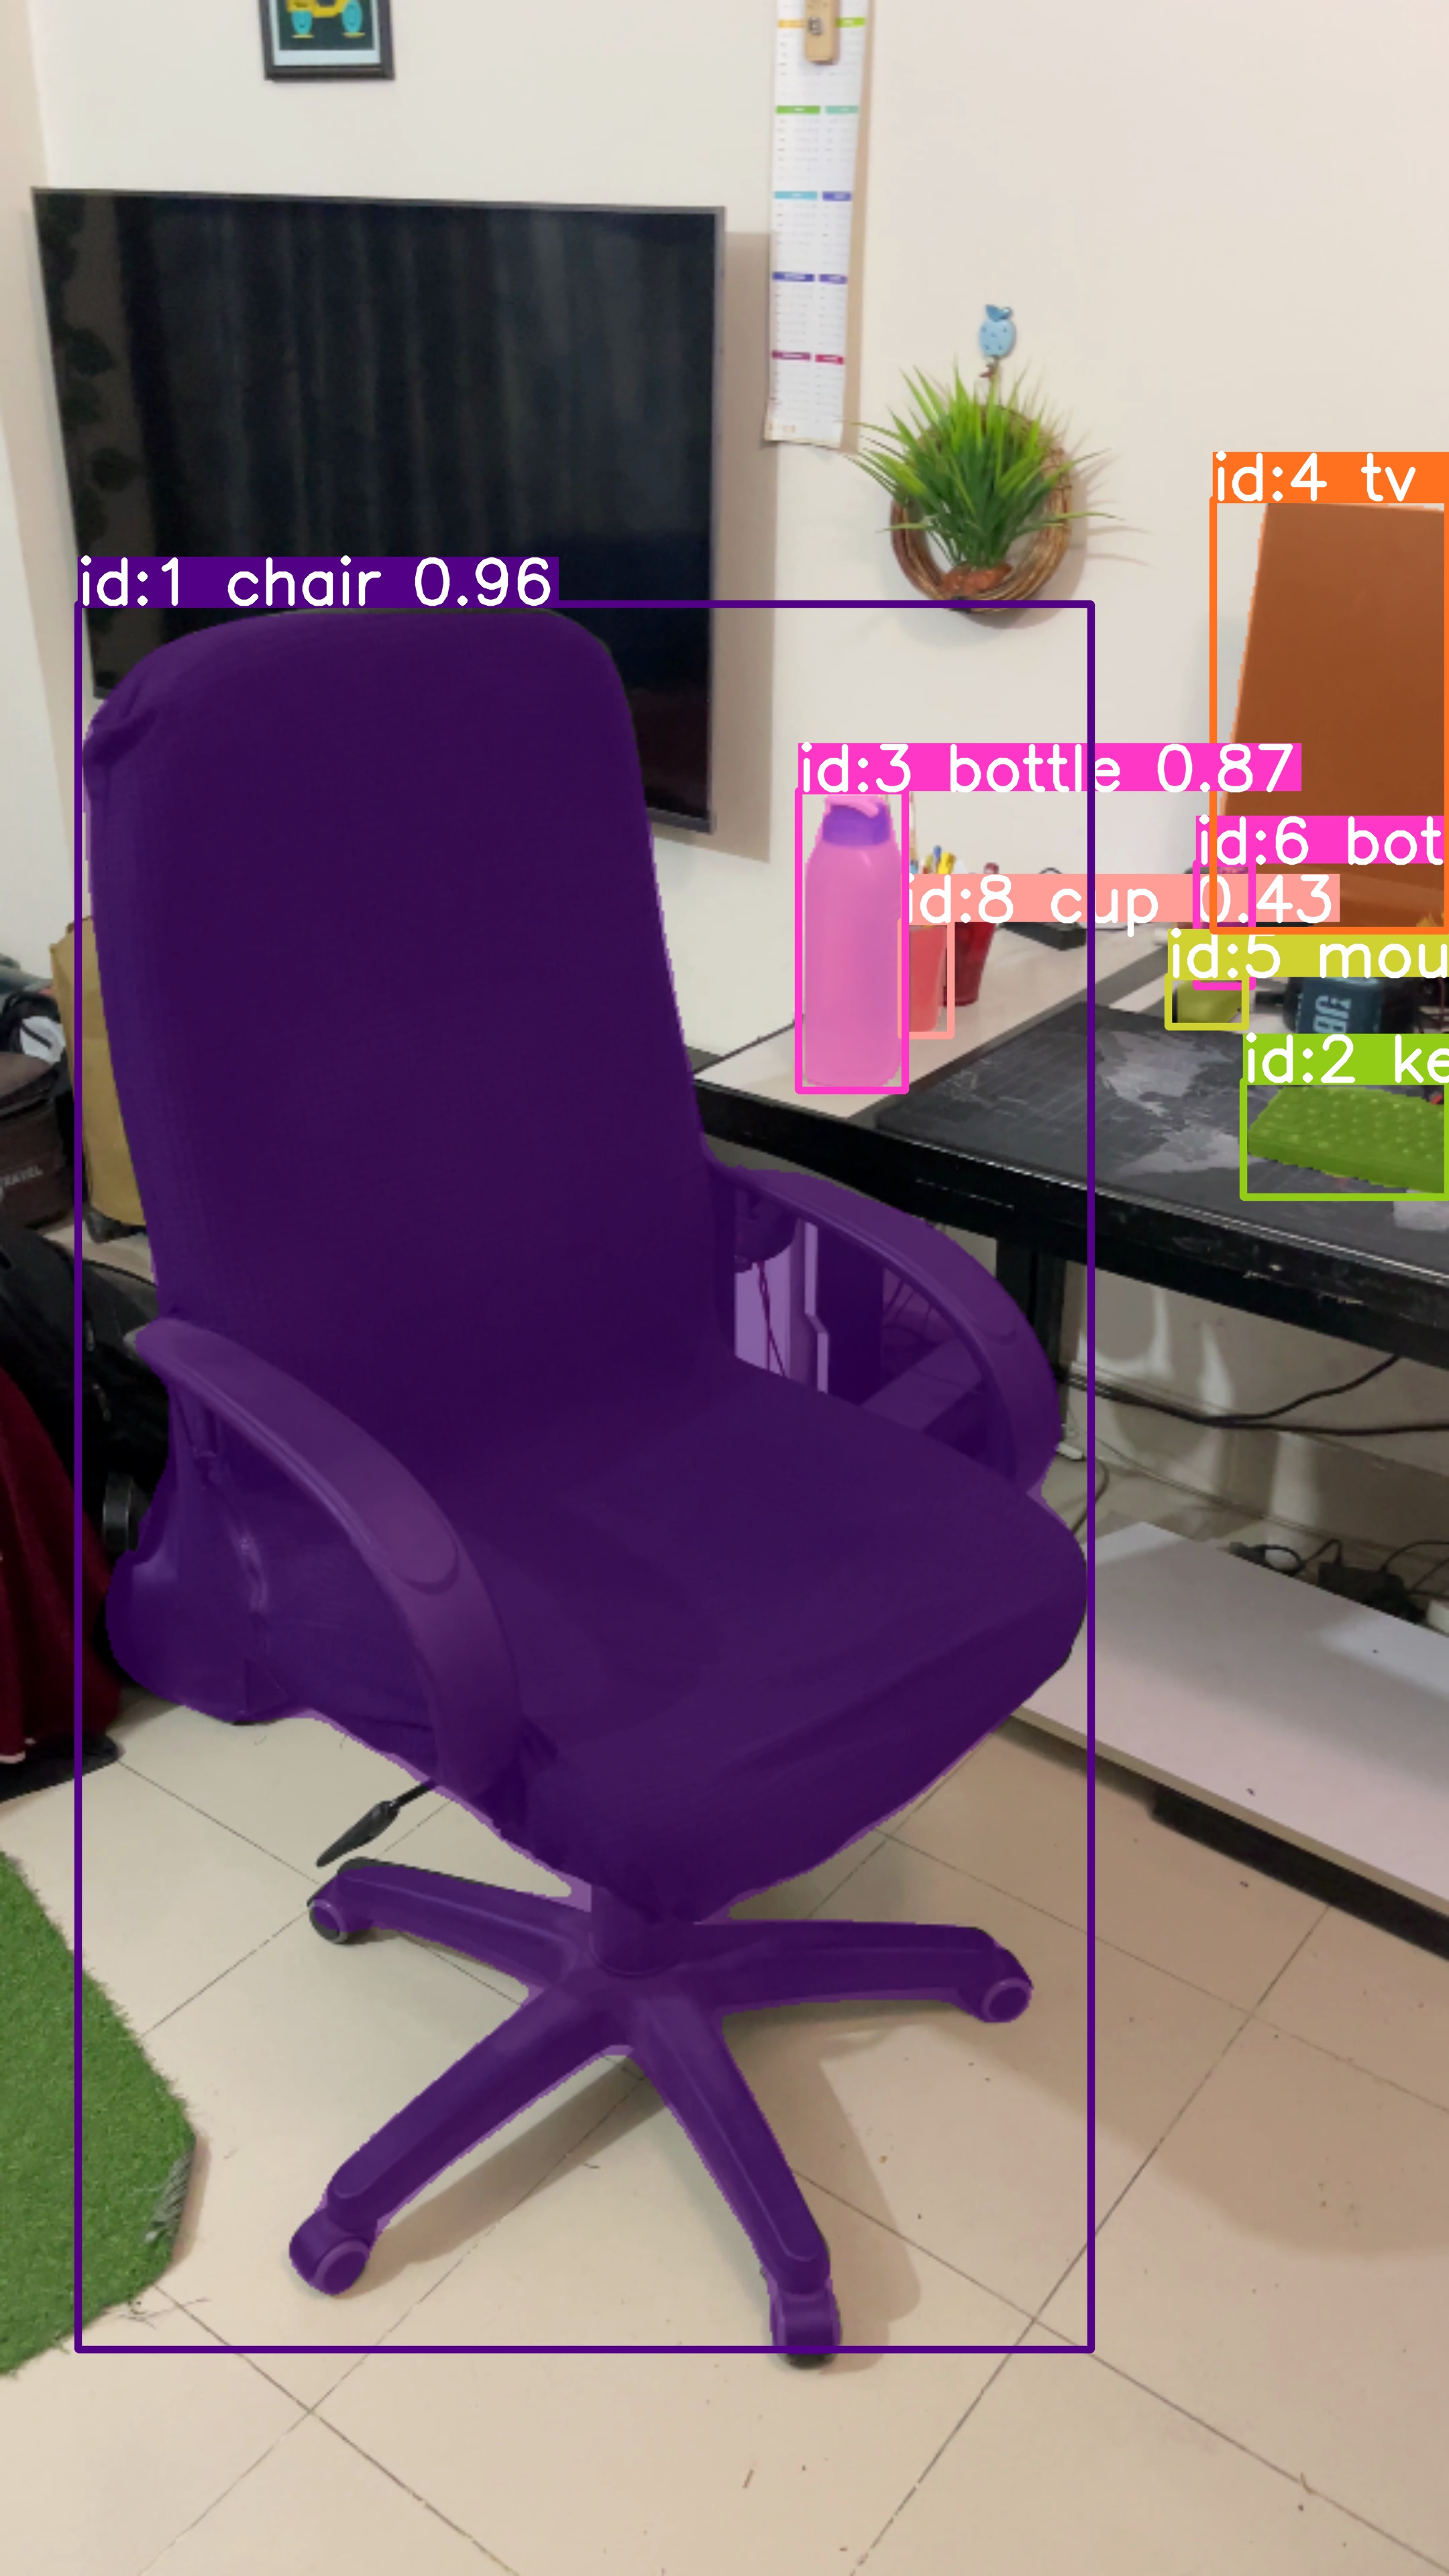 id:4 tv
id:1 chair 0.96
id:3 bottle 0.87
id:6 bot
id:8 cup 0.43
id:5 mou
JBL
id:2 ke
TRAVEL